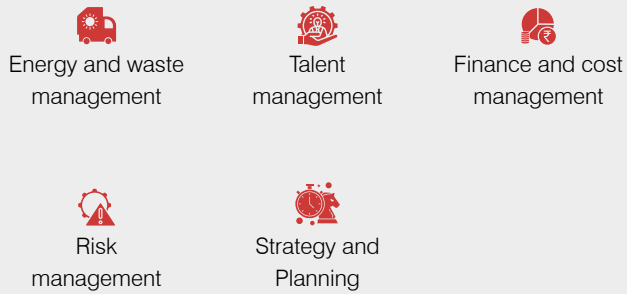 Energy and waste
management
Talent
management
Finance and cost
management
Risk
management
Strategy and
Planning